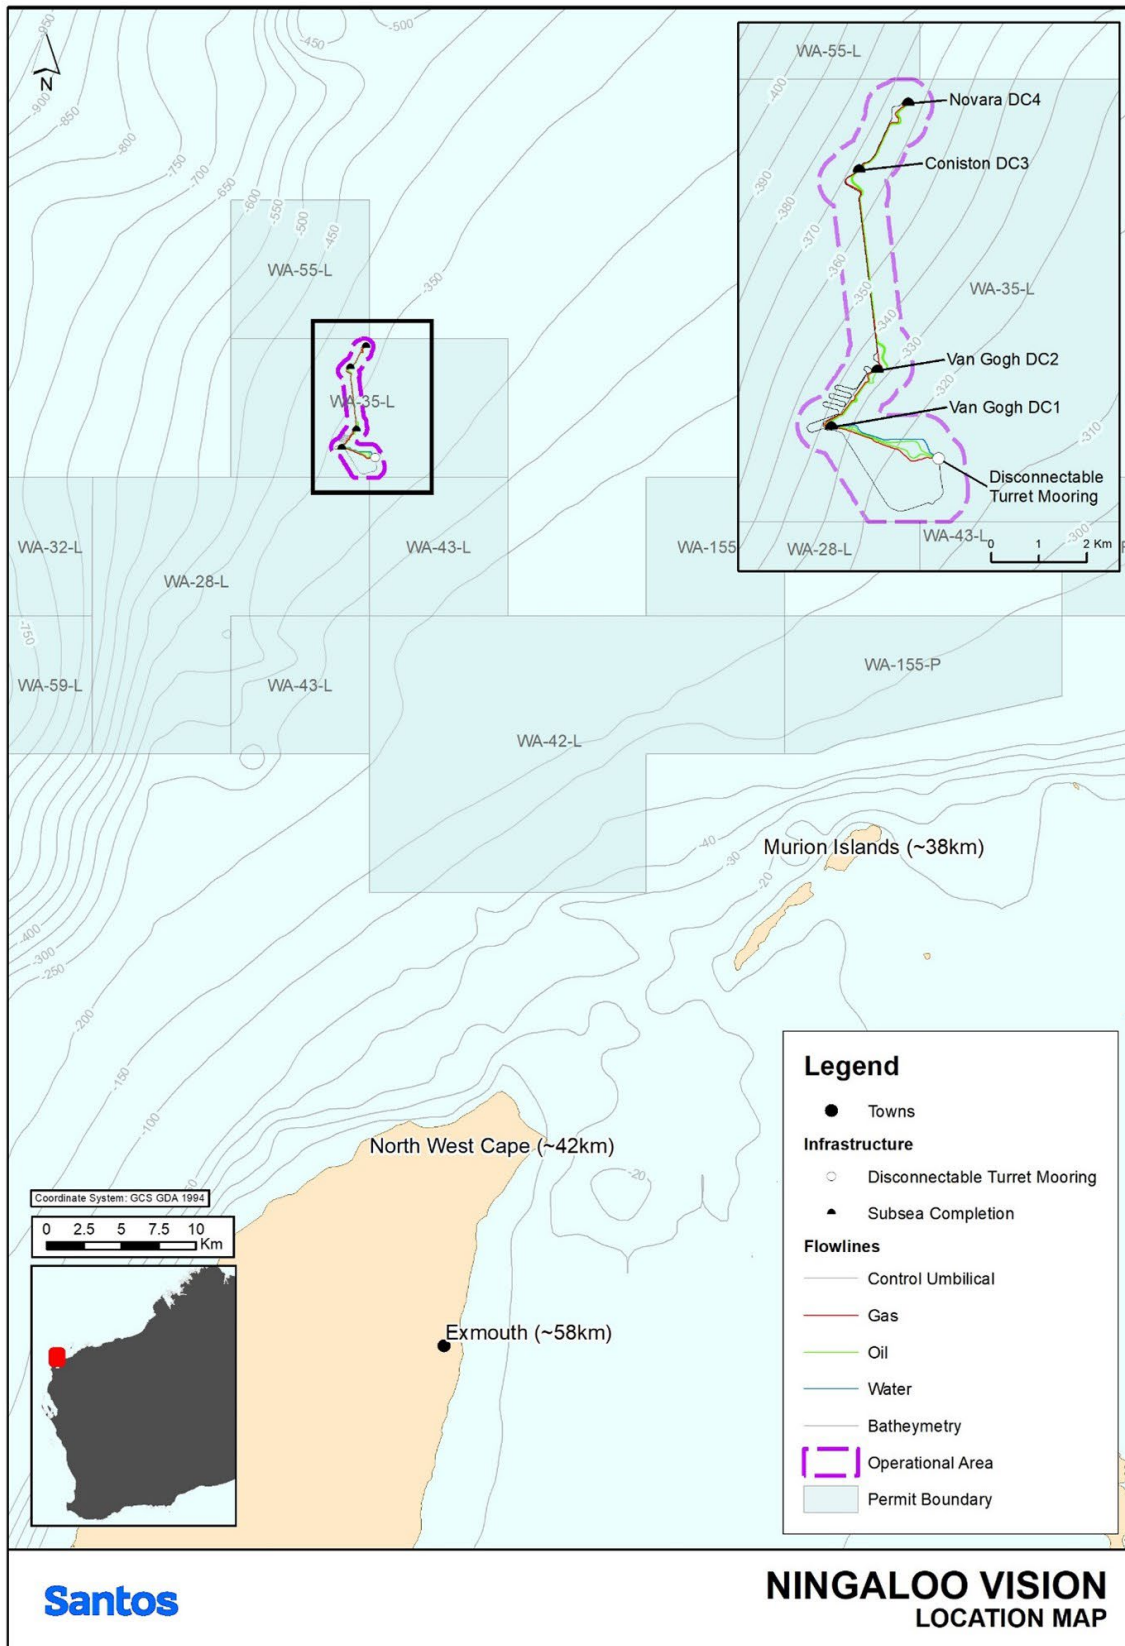 -950
-900
-850
-800
-750
-700
-650
-600
-550
-500
-450
-500
-450
-350
N
WA-55-L
WA-35-L
WA-32-L
WA-28-L
WA-43-L
WA-155
WA-59-L
WA-43-L
WA-42-L
WA-155-P
-750
-400
-300
-250
-200
-150
-100
-40
-30
-20
-20
WA-55-L
-400
-390
-380
-370
-360
-350
-340
-330
-320
-310
-300
Novara DC4
Coniston DC3
WA-35-L
Van Gogh DC2
Van Gogh DC1
Disconnectable
Turret Mooring
WA-28-L
WA-43-L
0 1 2 Km
Murion Islands (~38km)
North West Cape (~42km)
Exmouth (~58km)
Coordinate System: GCS GDA 1994
0 2.5 5 7.5 10
Km
Legend
Towns
Infrastructure
Disconnectable Turret Mooring
Subsea Completion
Flowlines
Control Umbilical
Gas
Oil
Water
Batheymetry
Operational Area
Permit Boundary
Santos
NINGALOO VISION
LOCATION MAP